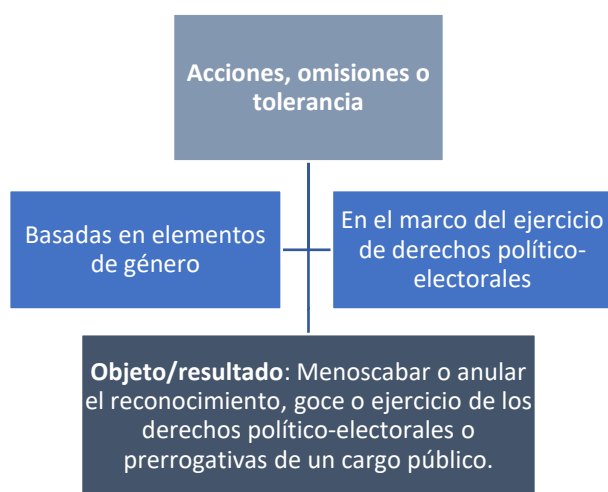 Acciones, omisiones o
tolerancia
Basadas en elementos
de género
En el marco del ejercicio
de derechos político-
electorales
Objeto/resultado: Menoscabar o anular
el reconocimiento, goce o ejercicio de los
derechos político-electorales o
prerrogativas de un cargo público.